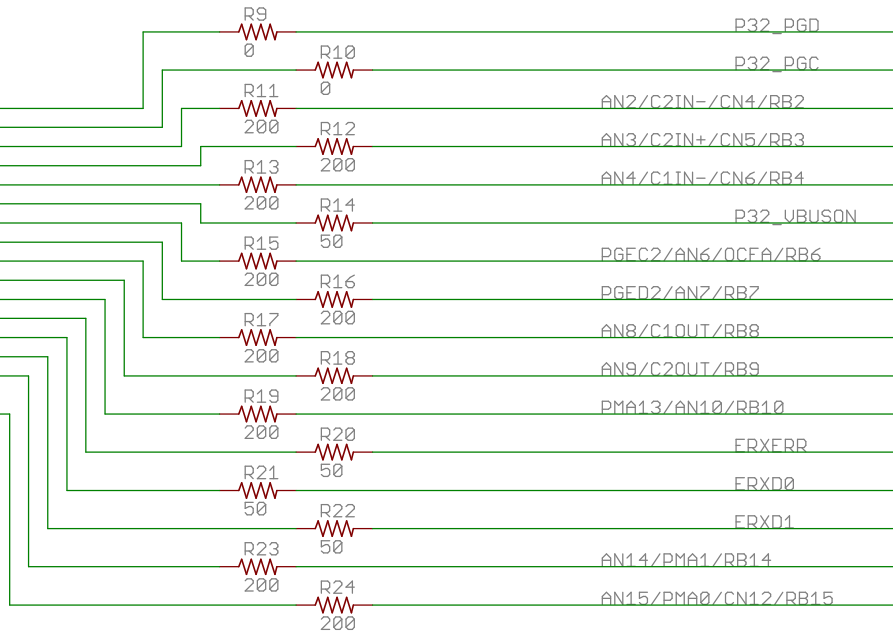 R9
0
P32_PGD
R10
0
P32_PGC
R11
200
AN2/C2IN-/CN4/RB2
R12
200
AN3/C2IN+/CN5/RB3
R13
200
AN4/C1IN-/CN6/RB4
R14
50
P32_VBUSON
R15
200
PGEC2/AN6/OCFA/RB6
R16
200
PGED2/AN7/RB7
R17
200
AN8/C1OUT/RB8
R18
200
AN9/C2OUT/RB9
R19
200
PMA13/AN10/RB10
R20
50
ERXERR
R21
50
ERXD0
R22
50
ERXD1
R23
200
AN14/PMA1/RB14
R24
200
AN15/PMA0/CN12/RB15